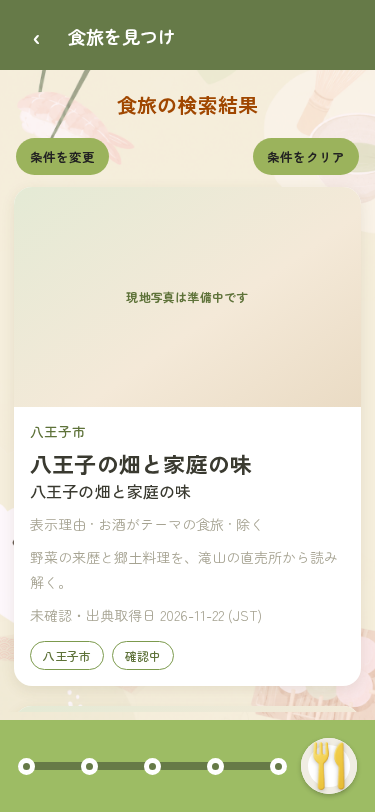 ‹ 食旅を見つけ
食旅の検索結果
条件を変更
条件をクリア
現地写真は準備中です
八王子市
八王子の畑と家庭の味
八王子の畑と家庭の味
表示理由 · お酒がテーマの食旅 · 除く
野菜の来歴と郷土料理を、滝山の直売所から読み
解く。
未確認・出典取得日 2026-11-22 (JST)
八王子市
確認中